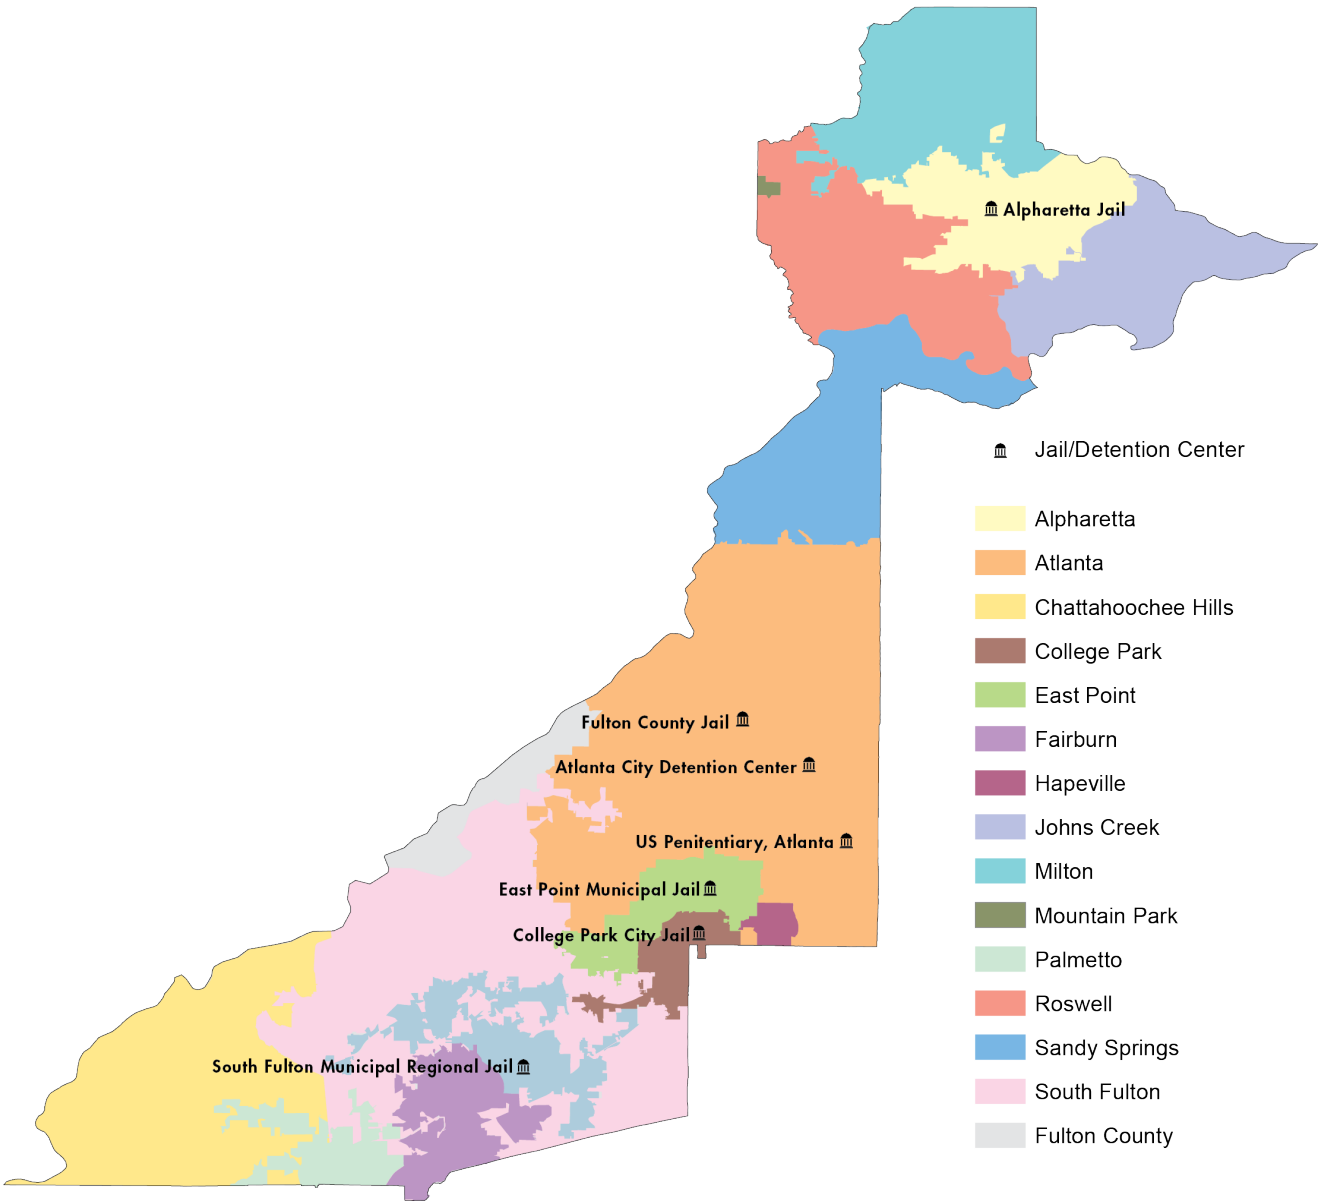 Alpharetta Jail
Jail/Detention Center
Alpharetta
Atlanta
Chattahoochee Hills
College Park
East Point
Fairburn
Hapeville
Johns Creek
Milton
Mountain Park
Palmetto
Roswell
Sandy Springs
South Fulton
Fulton County
Fulton County Jail
Atlanta City Detention Center
US Penitentiary, Atlanta
East Point Municipal Jail
College Park City Jail
South Fulton Municipal Regional Jail